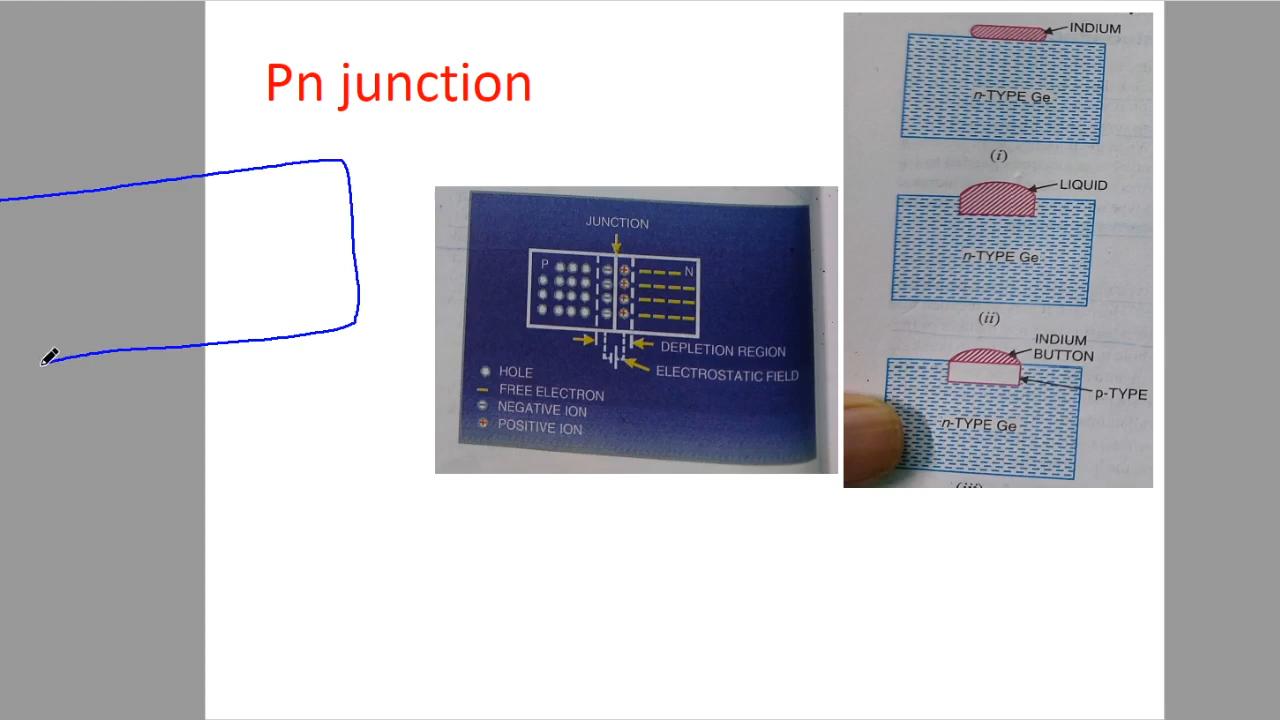 Pn junction
JUNCTION
P
N
DEPLETION REGION
ELECTROSTATIC FIELD
HOLE
FREE ELECTRON
NEGATIVE ION
POSITIVE ION
INDIUM
n-TYPE Ge
(i)
LIQUID
n-TYPE Ge
(ii)
INDIUM
BUTTON
p-TYPE
n-TYPE Ge
(iii)